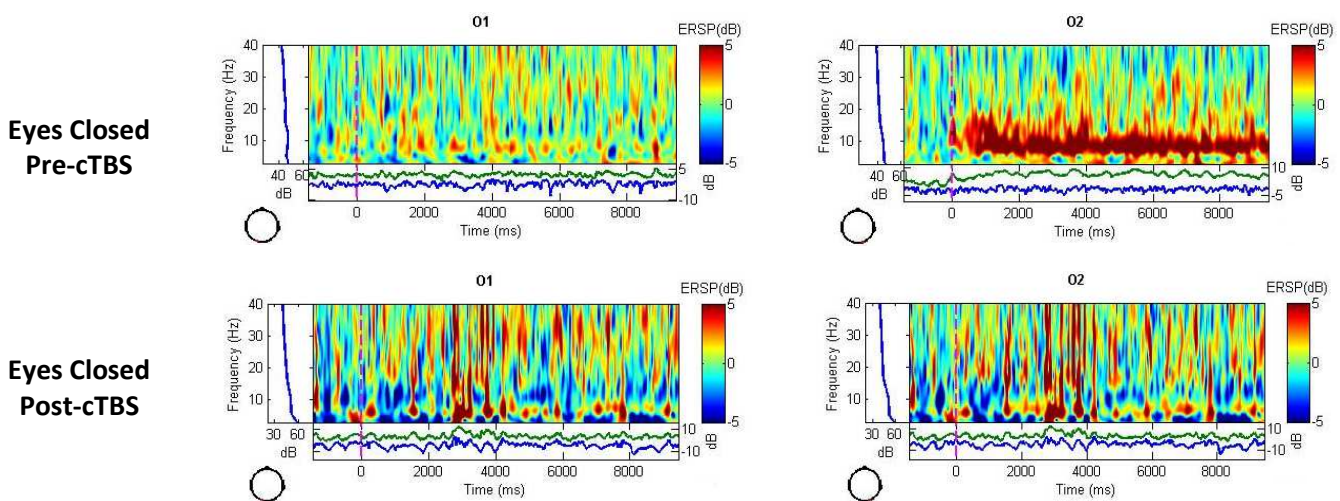 O1
ERSP(dB)
40
30
20
10
Frequency (Hz)
5
0
-5
40 60
dB
5
-10
dB
0 2000 4000 6000 8000
Time (ms)
O2
ERSP(dB)
40
30
20
10
Frequency (Hz)
5
0
-5
40 60
dB
10
-5
dB
0 2000 4000 6000 8000
Time (ms)
Eyes Closed
Pre-cTBS
O1
ERSP(dB)
40
30
20
10
Frequency (Hz)
5
0
-5
30 60
dB
10
-10
dB
0 2000 4000 6000 8000
Time (ms)
O2
ERSP(dB)
40
30
20
10
Frequency (Hz)
5
0
-5
30 60
dB
10
-10
dB
0 2000 4000 6000 8000
Time (ms)
Eyes Closed
Post-cTBS